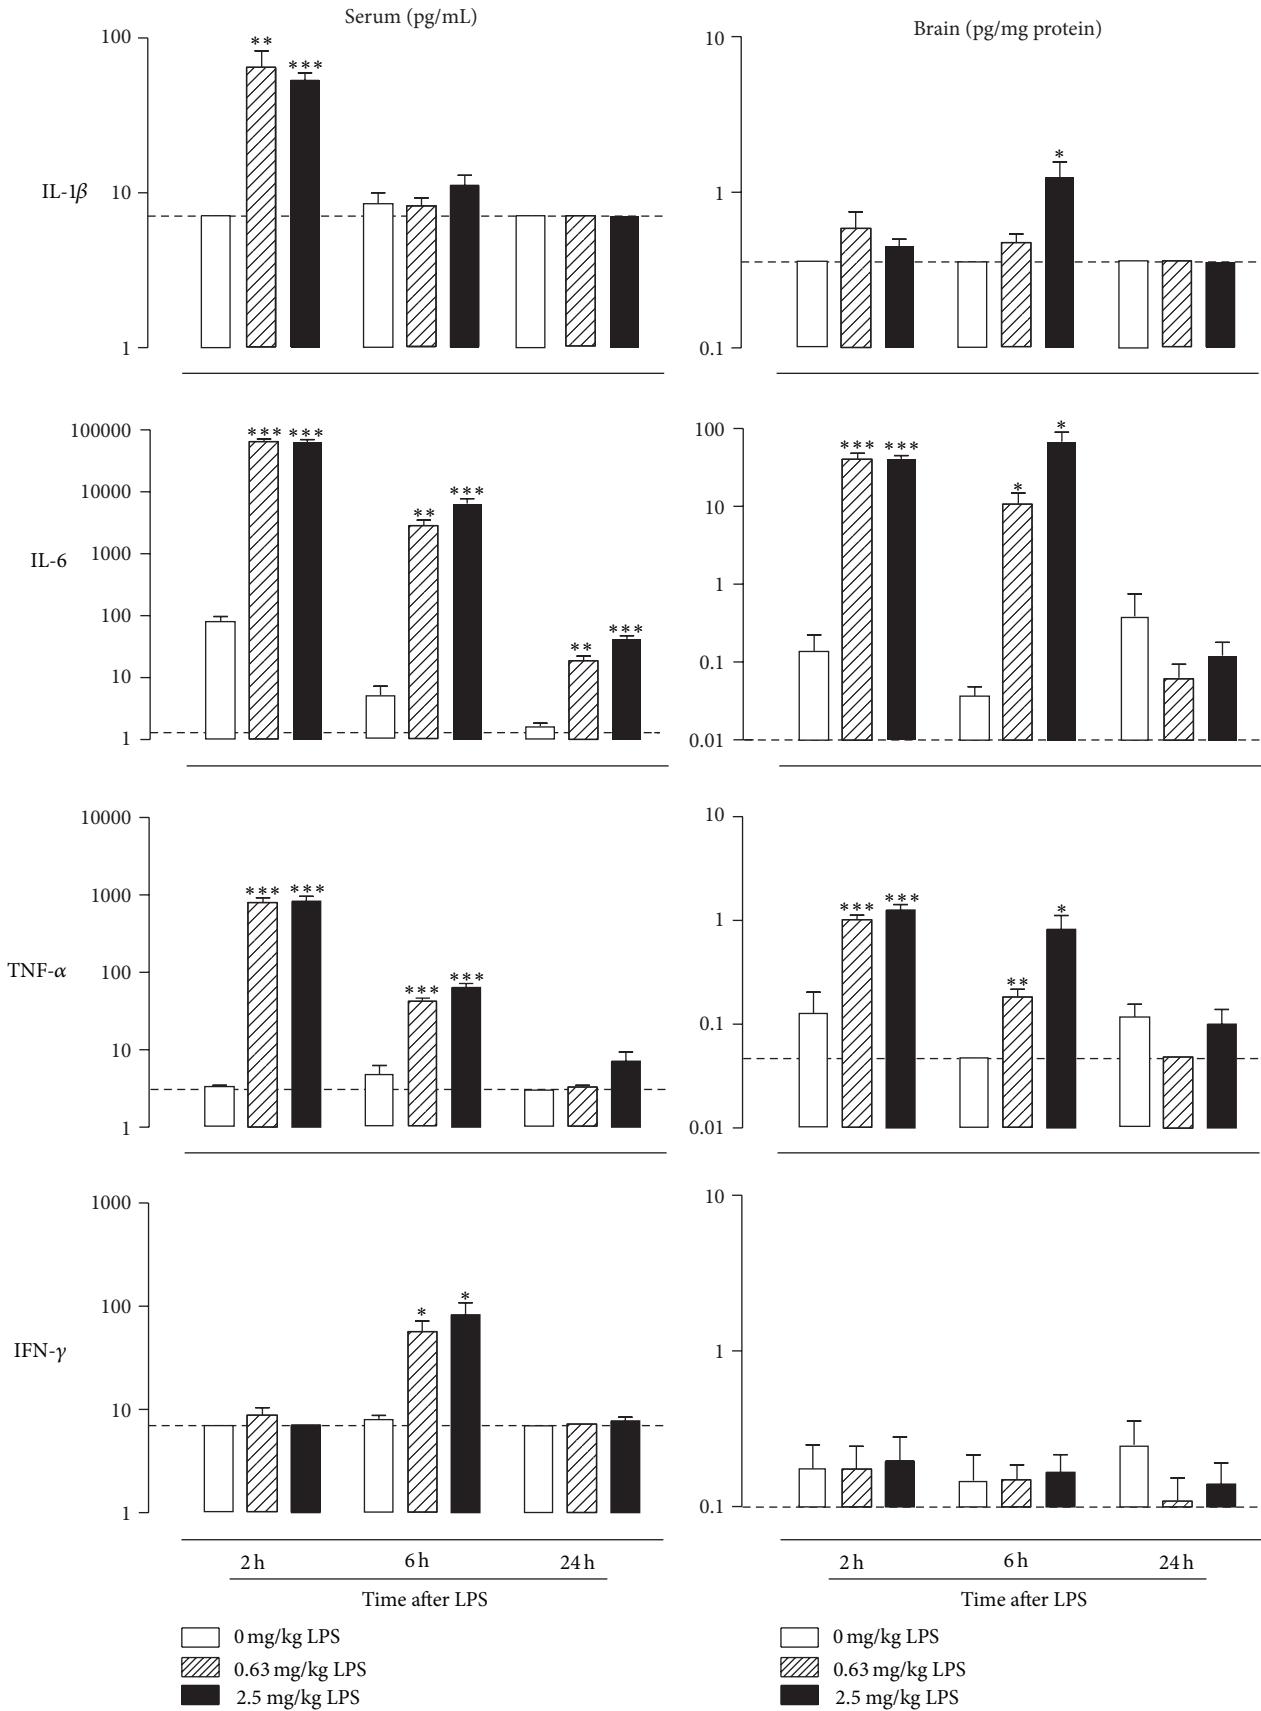 Serum (pg/mL)
Brain (pg/mg protein)
IL-1β
100
10
1
**
***
10
1
0.1
*
IL-6
100000
10000
1000
100
10
1
*** ***
** ***
** ***
100
10
1
0.1
0.01
*** ***
* *
TNF-α
10000
1000
100
10
1
*** ***
*** ***
10
1
0.1
0.01
*** ***
** *
IFN-γ
1000
100
10
1
* *
10
1
0.1
2 h 6 h 24 h
Time after LPS
2 h 6 h 24 h
Time after LPS
0 mg/kg LPS
0.63 mg/kg LPS
2.5 mg/kg LPS
0 mg/kg LPS
0.63 mg/kg LPS
2.5 mg/kg LPS